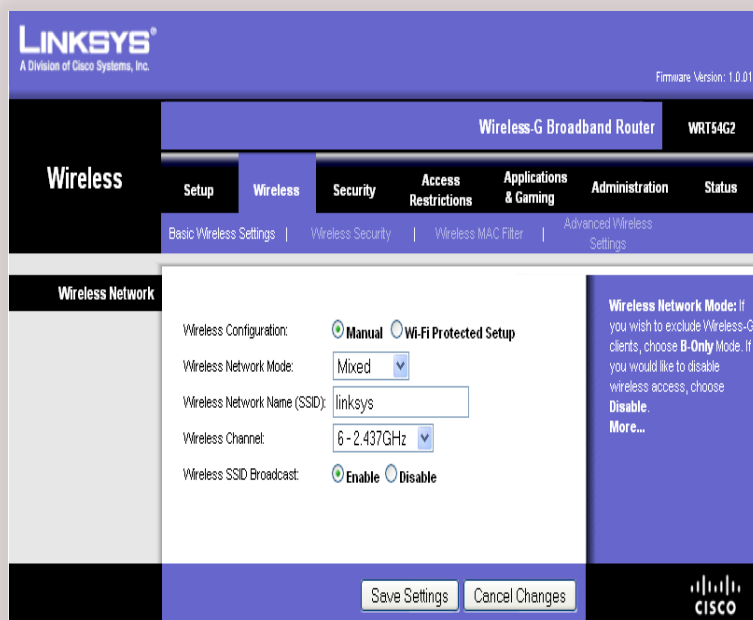 LINKSYS®
A Division of Cisco Systems, Inc.
Firmware Version: 1.0.01
Wireless-G Broadband Router WRT54G2
Wireless
Setup Wireless Security Access Restrictions Applications & Gaming Administration Status
Basic Wireless Settings | Wireless Security | Wireless MAC Filter | Advanced Wireless Settings
Wireless Network
Wireless Configuration: Manual Wi-Fi Protected Setup
Wireless Network Mode: Mixed
Wireless Network Name (SSID): linksys
Wireless Channel: 6 - 2.437GHz
Wireless SSID Broadcast: Enable Disable
Wireless Network Mode: If
you wish to exclude Wireless-G
clients, choose B-Only Mode. If
you would like to disable
wireless access, choose
Disable.
More...
Save Settings Cancel Changes
CISCO